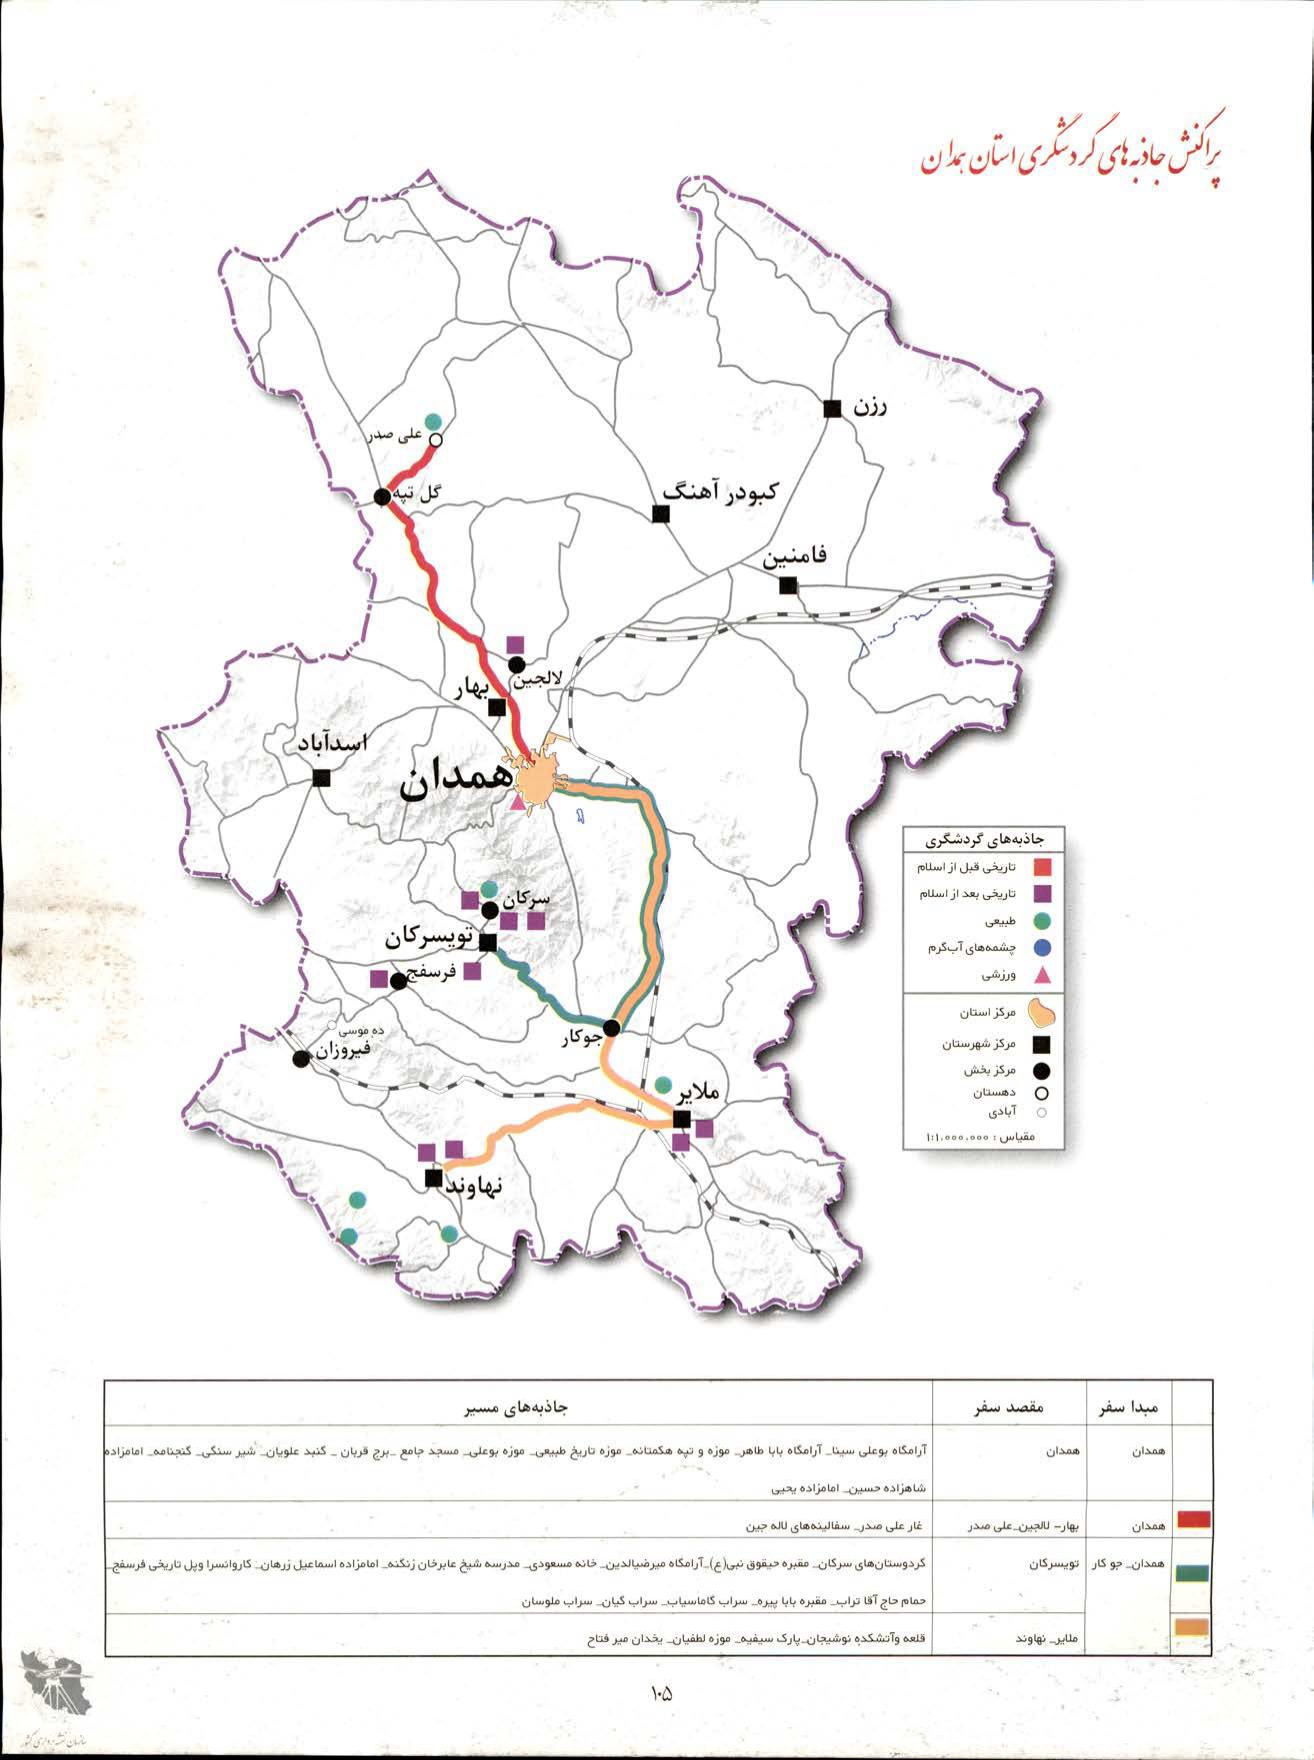 پراکنش جاذبه‌های گردشگری استان همدان
رزن
علی صدر
گل تپه
کبودر آهنگ
فامنین
لالجین
بهار
اسدآباد
همدان
سرکان
تویسرکان
فرسفج
ده موسی
فیروزان
جوکار
ملایر
نهاوند
جاذبه‌های گردشگری
تاریخی قبل از اسلام
تاریخی بعد از اسلام
طبیعی
چشمه‌های آب‌گرم
ورزشی
مرکز استان
مرکز شهرستان
مرکز بخش
دهستان
آبادی
مقیاس : ۱:۱,۰۰۰,۰۰۰
مبدا سفر مقصد سفر جاذبه‌های مسیر
همدان همدان آرامگاه بوعلی سینا_ آرامگاه بابا طاهر_ موزه و تپه هکمتانه_ موزه تاریخ طبیعی_ موزه بوعلی_ مسجد جامع _برج قربان _ گنبد علویان_ شیر سنگی_ گنجنامه_ امامزاده
شاهزاده حسین_ امامزاده یحیی
همدان بهار– لالجین_علی صدر غار علی صدر_ سفالینه‌های لاله جین
همدان_ جو کار تویسرکان گردوستان‌های سرکان_ مقبره حیقوق نبی(ع)_آرامگاه میرضیالدین_ خانه مسعودی_ مدرسه شیخ عابرخان زنگنه_ امامزاده اسماعیل زرهان_ کاروانسرا وپل تاریخی فرسفج_
حمام حاج آقا تراب_ مقبره بابا پیره_ سراب گاماسیاب_ سراب گیان_ سراب ملوسان
ملایر_ نهاوند قلعه وآتشکده نوشیجان_پارک سیفیه_ موزه لطفیان_ یخدان میر فتاح
۱۰۵
سازمان نقشه برداری کشور